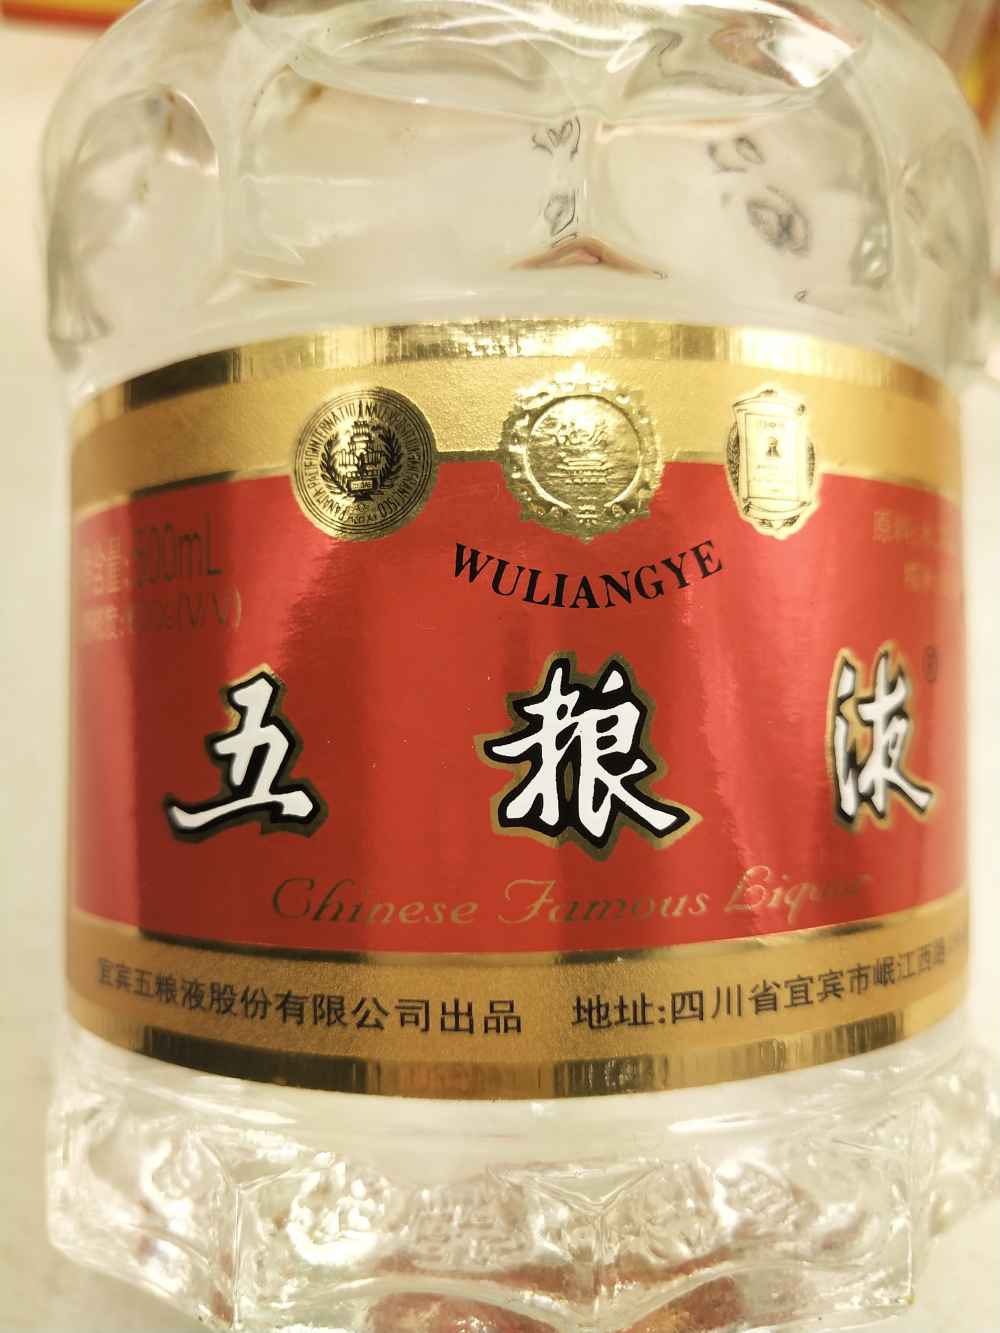 500mL
WULIANGYE
五粮液
Chinese Famous Liquor
宜宾五粮液股份有限公司出品 地址:四川省宜宾市岷江西路